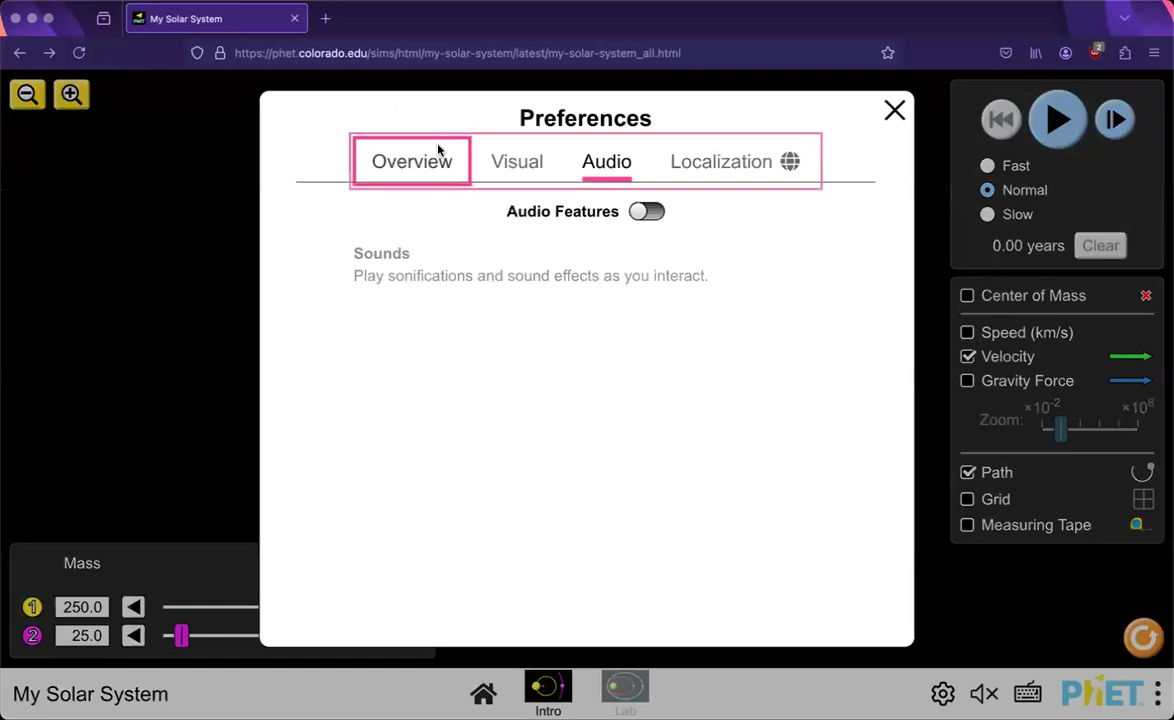 My Solar System
https://phet.colorado.edu/sims/html/my-solar-system/latest/my-solar-system_all.html
2
Preferences
Overview Visual Audio Localization
Audio Features
Sounds
Play sonifications and sound effects as you interact.
Fast
Normal
Slow
0.00 years Clear
Center of Mass
Speed (km/s)
Velocity
Gravity Force
×10-2 ×108
Zoom:
Path
Grid
Measuring Tape
Mass
1 250.0
2 25.0
My Solar System
Intro
Lab
PhET